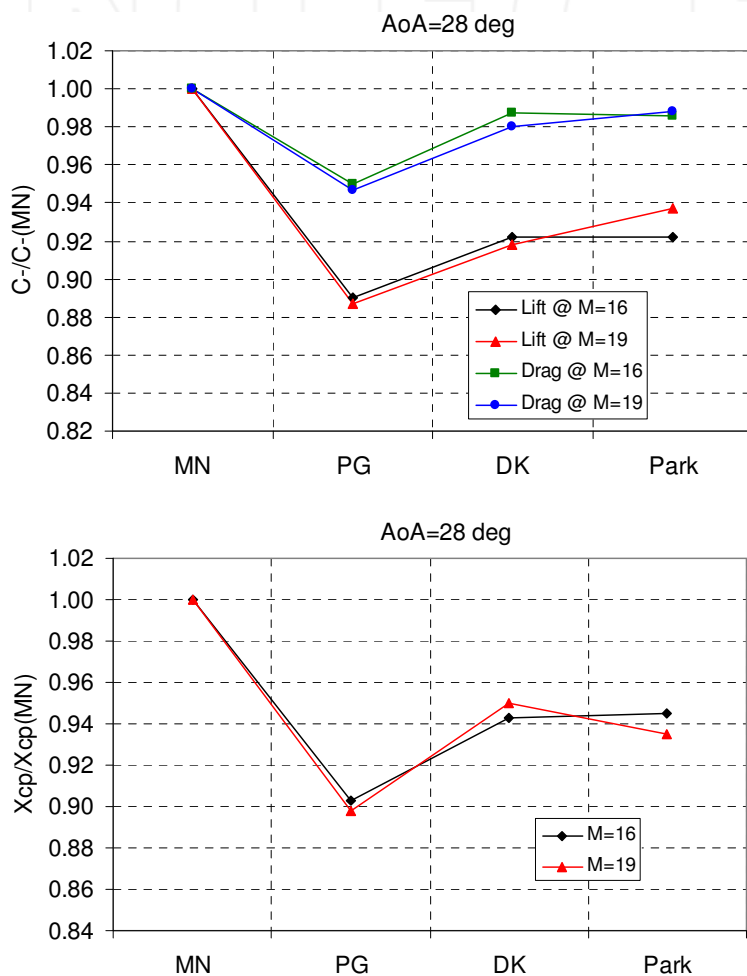 AoA=28 deg
1.02
1.00
0.98
0.96
0.94
0.92
0.90
0.88
0.86
0.84
0.82
C-/C-(MN)
Lift @ M=16
Lift @ M=19
Drag @ M=16
Drag @ M=19
MN PG DK Park
AoA=28 deg
1.02
1.00
0.98
0.96
0.94
0.92
0.90
0.88
0.86
0.84
Xcp/Xcp(MN)
M=16
M=19
MN PG DK Park